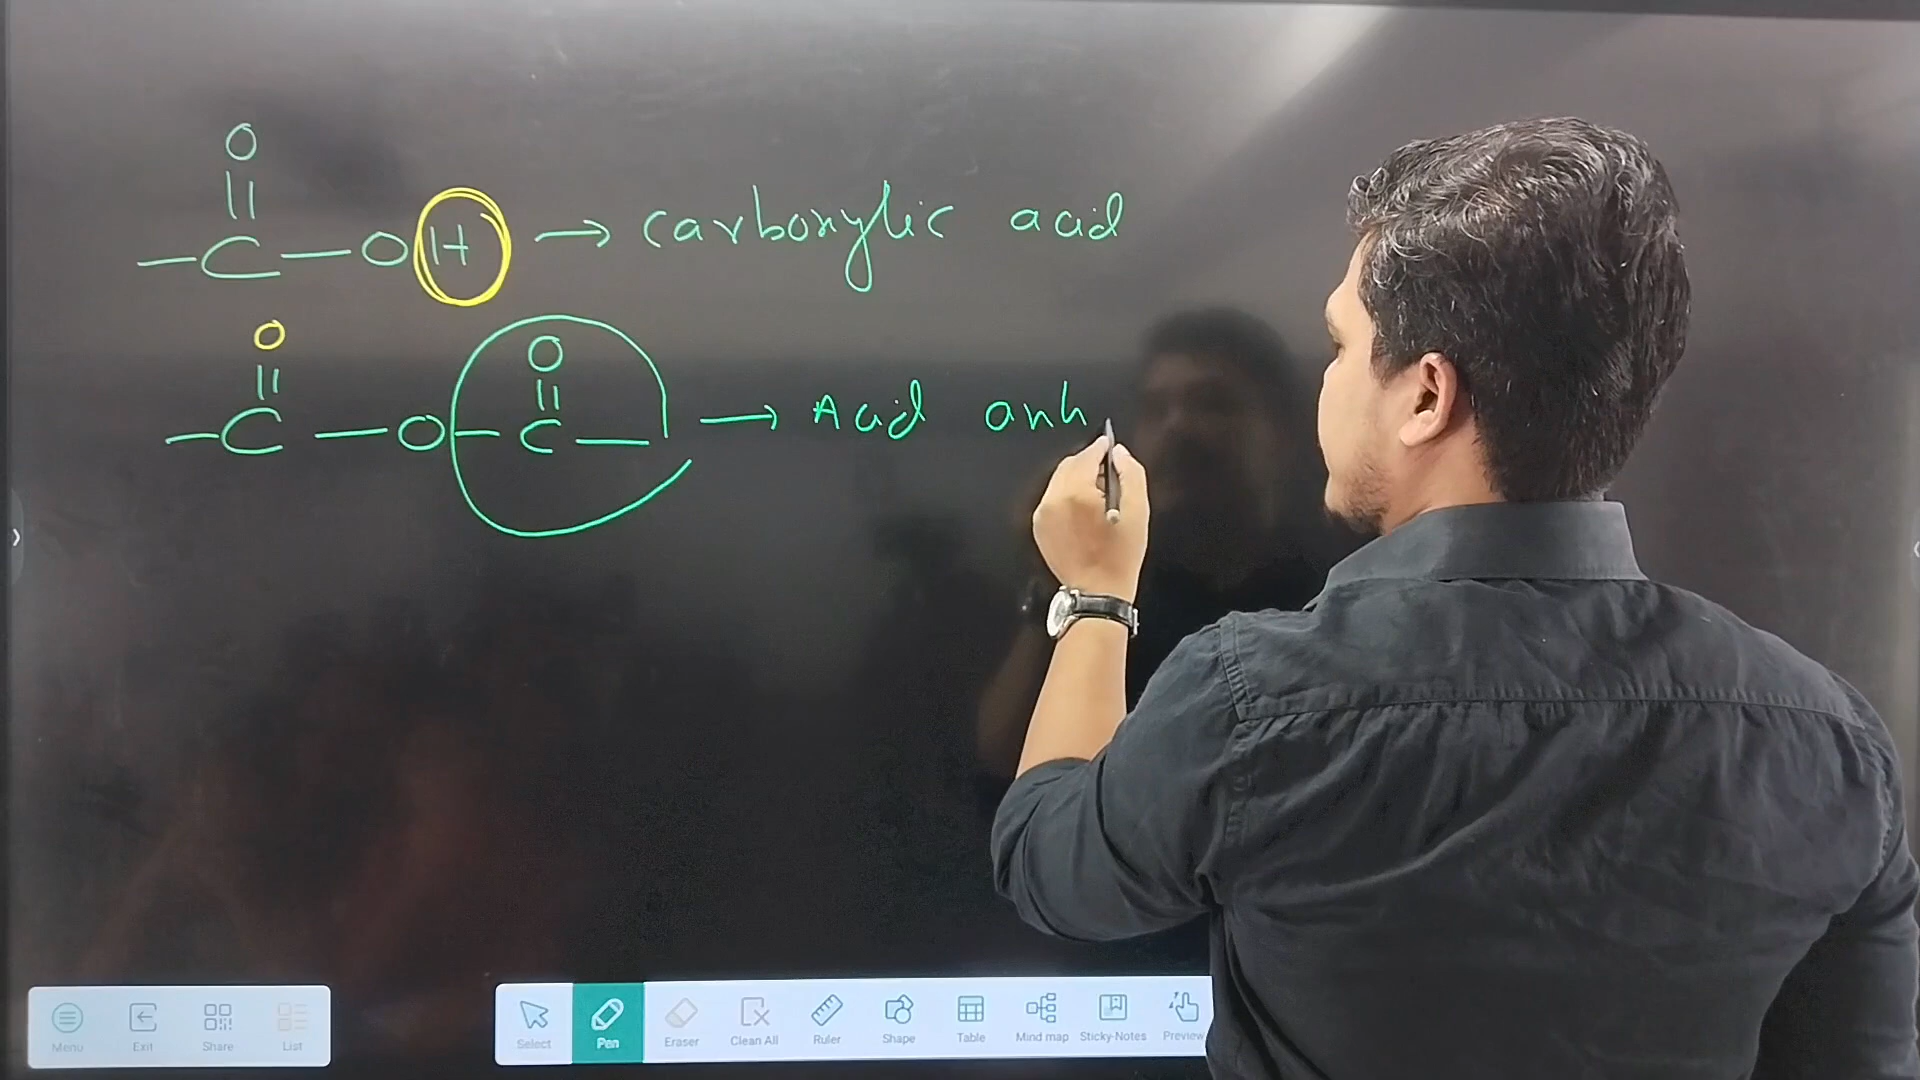 O
||
—C—OH → carboxylic acid
O O
|| ||
—C—O—C— → Acid anh
Menu Exit Share List Select Pen Eraser Clean All Ruler Shape Table Mind map Sticky-Notes Preview